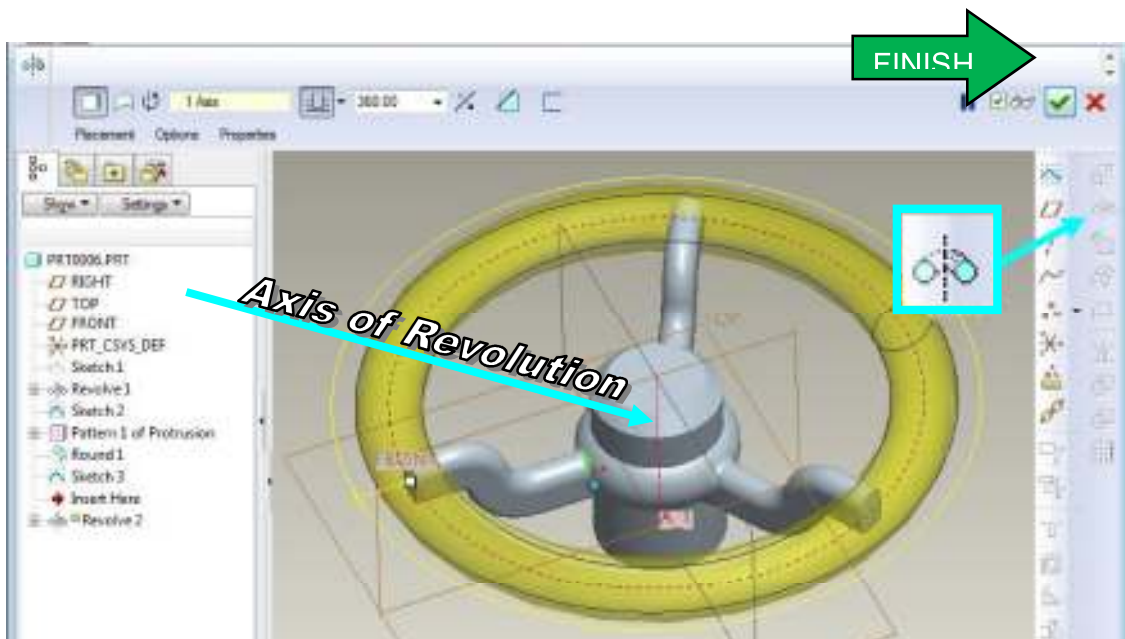 FINISH
1 Axis
360.00
Placement Options Properties
Show Settings
PRT0006.PRT
RIGHT
TOP
FRONT
PRT_CSYS_DEF
Sketch 1
Revolve 1
Sketch 2
Pattern 1 of Protrusion
Round 1
Sketch 3
Insert Here
Revolve 2
Axis of Revolution